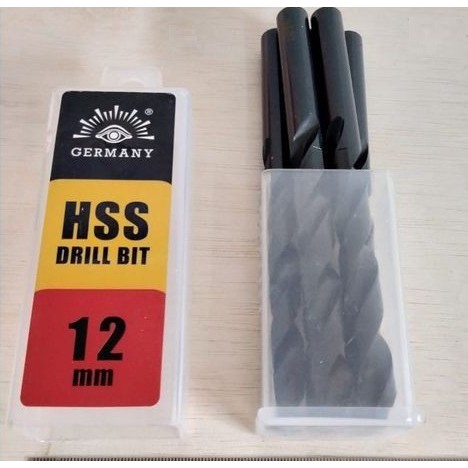 ®
GERMANY
HSS
DRILL BIT
12
mm